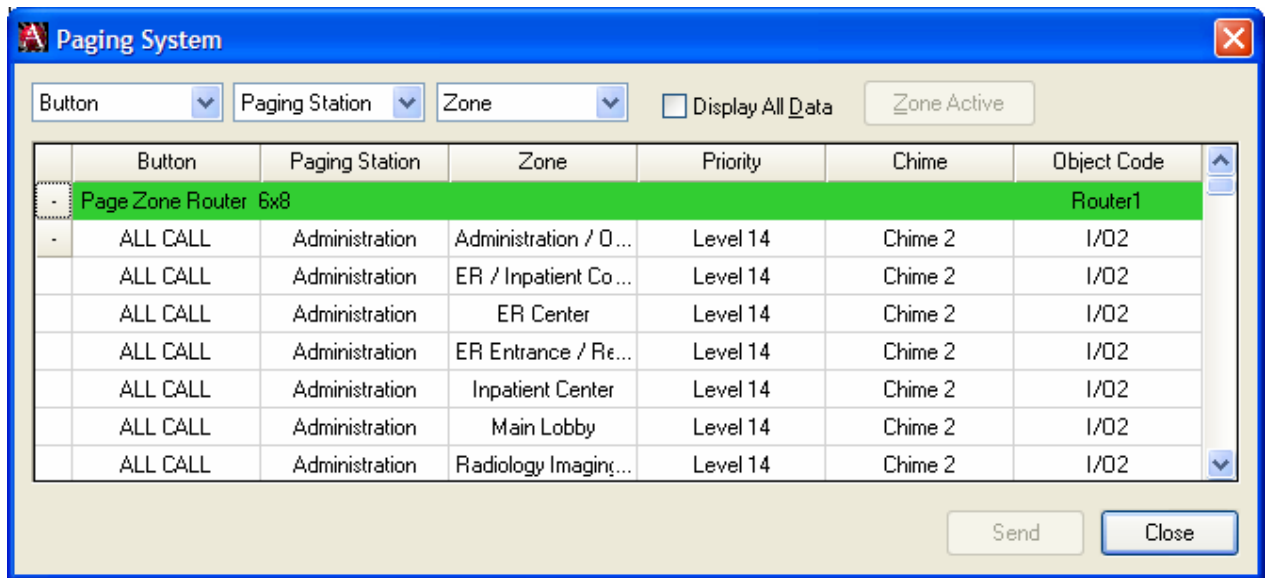 Paging System
Button Paging Station Zone Display All Data Zone Active
Button Paging Station Zone Priority Chime Object Code
- Page Zone Router 6x8 Router1
- ALL CALL Administration Administration / O... Level 14 Chime 2 I/O2
ALL CALL Administration ER / Inpatient Co... Level 14 Chime 2 I/O2
ALL CALL Administration ER Center Level 14 Chime 2 I/O2
ALL CALL Administration ER Entrance / Re... Level 14 Chime 2 I/O2
ALL CALL Administration Inpatient Center Level 14 Chime 2 I/O2
ALL CALL Administration Main Lobby Level 14 Chime 2 I/O2
ALL CALL Administration Radiology Imaging... Level 14 Chime 2 I/O2
Send Close